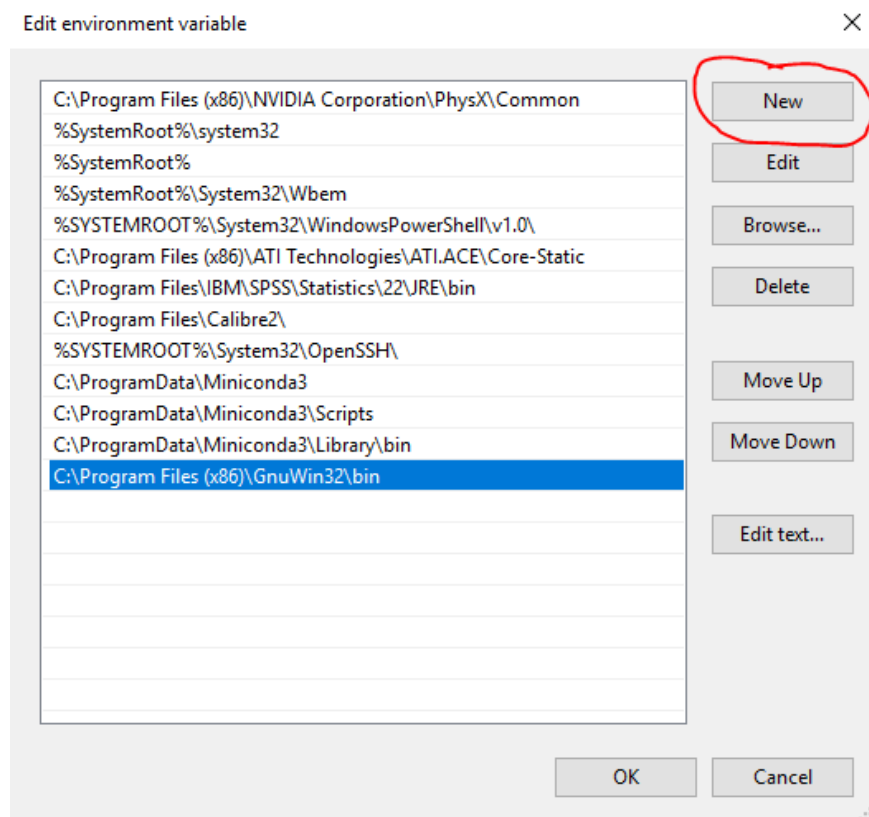 Edit environment variable
C:\Program Files (x86)\NVIDIA Corporation\PhysX\Common
%SystemRoot%\system32
%SystemRoot%
%SystemRoot%\System32\Wbem
%SYSTEMROOT%\System32\WindowsPowerShell\v1.0\
C:\Program Files (x86)\ATI Technologies\ATI.ACE\Core-Static
C:\Program Files\IBM\SPSS\Statistics\22\JRE\bin
C:\Program Files\Calibre2\
%SYSTEMROOT%\System32\OpenSSH\
C:\ProgramData\Miniconda3
C:\ProgramData\Miniconda3\Scripts
C:\ProgramData\Miniconda3\Library\bin
C:\Program Files (x86)\GnuWin32\bin
New
Edit
Browse...
Delete
Move Up
Move Down
Edit text...
OK
Cancel